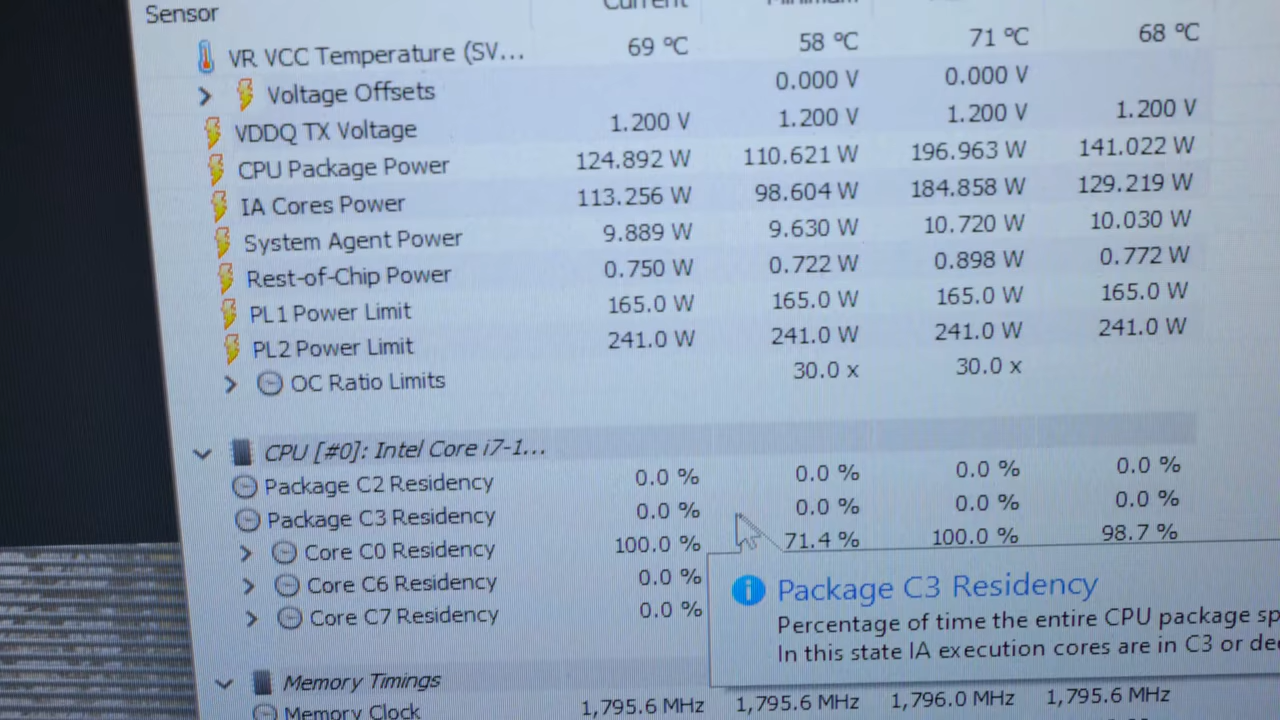 Sensor Current Minimum
VR VCC Temperature (SV... 69 °C 58 °C 71 °C 68 °C
Voltage Offsets 0.000 V 0.000 V
VDDQ TX Voltage 1.200 V 1.200 V 1.200 V 1.200 V
CPU Package Power 124.892 W 110.621 W 196.963 W 141.022 W
IA Cores Power 113.256 W 98.604 W 184.858 W 129.219 W
System Agent Power 9.889 W 9.630 W 10.720 W 10.030 W
Rest-of-Chip Power 0.750 W 0.722 W 0.898 W 0.772 W
PL1 Power Limit 165.0 W 165.0 W 165.0 W 165.0 W
PL2 Power Limit 241.0 W 241.0 W 241.0 W 241.0 W
OC Ratio Limits 30.0 x 30.0 x
CPU [#0]: Intel Core i7-1...
Package C2 Residency 0.0 % 0.0 % 0.0 % 0.0 %
Package C3 Residency 0.0 % 0.0 % 0.0 % 0.0 %
Core C0 Residency 100.0 % 71.4 % 100.0 % 98.7 %
Core C6 Residency 0.0 %
Core C7 Residency 0.0 %
Package C3 Residency
Percentage of time the entire CPU package sp
In this state IA execution cores are in C3 or de
Memory Timings
Memory Clock 1,795.6 MHz 1,795.6 MHz 1,796.0 MHz 1,795.6 MHz